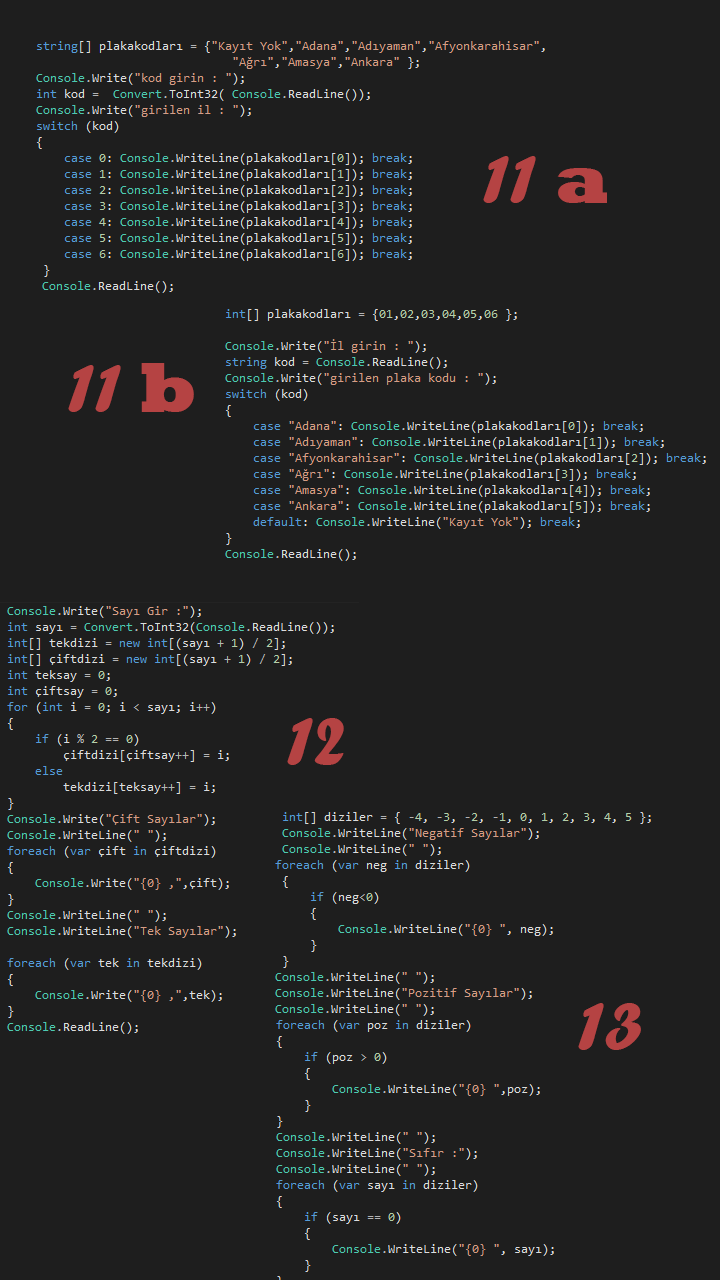 string[] plakakodları = {"Kayıt Yok","Adana","Adıyaman","Afyonkarahisar",
"Ağrı","Amasya","Ankara" };
Console.Write("kod girin : ");
int kod =  Convert.ToInt32( Console.ReadLine());
Console.Write("girilen il : ");
switch (kod)
{
case 0: Console.WriteLine(plakakodları[0]); break;
case 1: Console.WriteLine(plakakodları[1]); break;
case 2: Console.WriteLine(plakakodları[2]); break;
case 3: Console.WriteLine(plakakodları[3]); break;
case 4: Console.WriteLine(plakakodları[4]); break;
case 5: Console.WriteLine(plakakodları[5]); break;
case 6: Console.WriteLine(plakakodları[6]); break;
}
Console.ReadLine();
11 a
int[] plakakodları = {01,02,03,04,05,06 };
Console.Write("İl girin : ");
string kod = Console.ReadLine();
Console.Write("girilen plaka kodu : ");
switch (kod)
{
case "Adana": Console.WriteLine(plakakodları[0]); break;
case "Adıyaman": Console.WriteLine(plakakodları[1]); break;
case "Afyonkarahisar": Console.WriteLine(plakakodları[2]); break;
case "Ağrı": Console.WriteLine(plakakodları[3]); break;
case "Amasya": Console.WriteLine(plakakodları[4]); break;
case "Ankara": Console.WriteLine(plakakodları[5]); break;
default: Console.WriteLine("Kayıt Yok"); break;
}
Console.ReadLine();
11 b
Console.Write("Sayı Gir :");
int sayı = Convert.ToInt32(Console.ReadLine());
int[] tekdizi = new int[(sayı + 1) / 2];
int[] çiftdizi = new int[(sayı + 1) / 2];
int teksay = 0;
int çiftsay = 0;
for (int i = 0; i < sayı; i++)
{
if (i % 2 == 0)
çiftdizi[çiftsay++] = i;
else
tekdizi[teksay++] = i;
}
Console.Write("Çift Sayılar");
Console.WriteLine(" ");
foreach (var çift in çiftdizi)
{
Console.Write("{0} ,",çift);
}
Console.WriteLine(" ");
Console.WriteLine("Tek Sayılar");
foreach (var tek in tekdizi)
{
Console.Write("{0} ,",tek);
}
Console.ReadLine();
12
int[] diziler = { -4, -3, -2, -1, 0, 1, 2, 3, 4, 5 };
Console.WriteLine("Negatif Sayılar");
Console.WriteLine(" ");
foreach (var neg in diziler)
{
if (neg<0)
{
Console.WriteLine("{0} ", neg);
}
}
Console.WriteLine(" ");
Console.WriteLine("Pozitif Sayılar");
Console.WriteLine(" ");
foreach (var poz in diziler)
{
if (poz > 0)
{
Console.WriteLine("{0} ",poz);
}
}
Console.WriteLine(" ");
Console.WriteLine("Sıfır :");
Console.WriteLine(" ");
foreach (var sayı in diziler)
{
if (sayı == 0)
{
Console.WriteLine("{0} ", sayı);
}
}
13